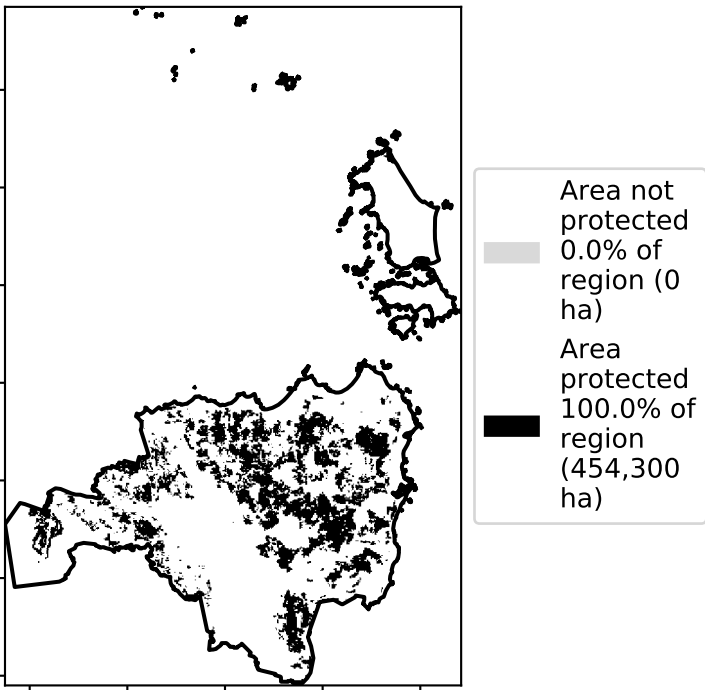 Area not
protected
0.0% of
region (0
ha)
Area
protected
100.0% of
region
(454,300
ha)